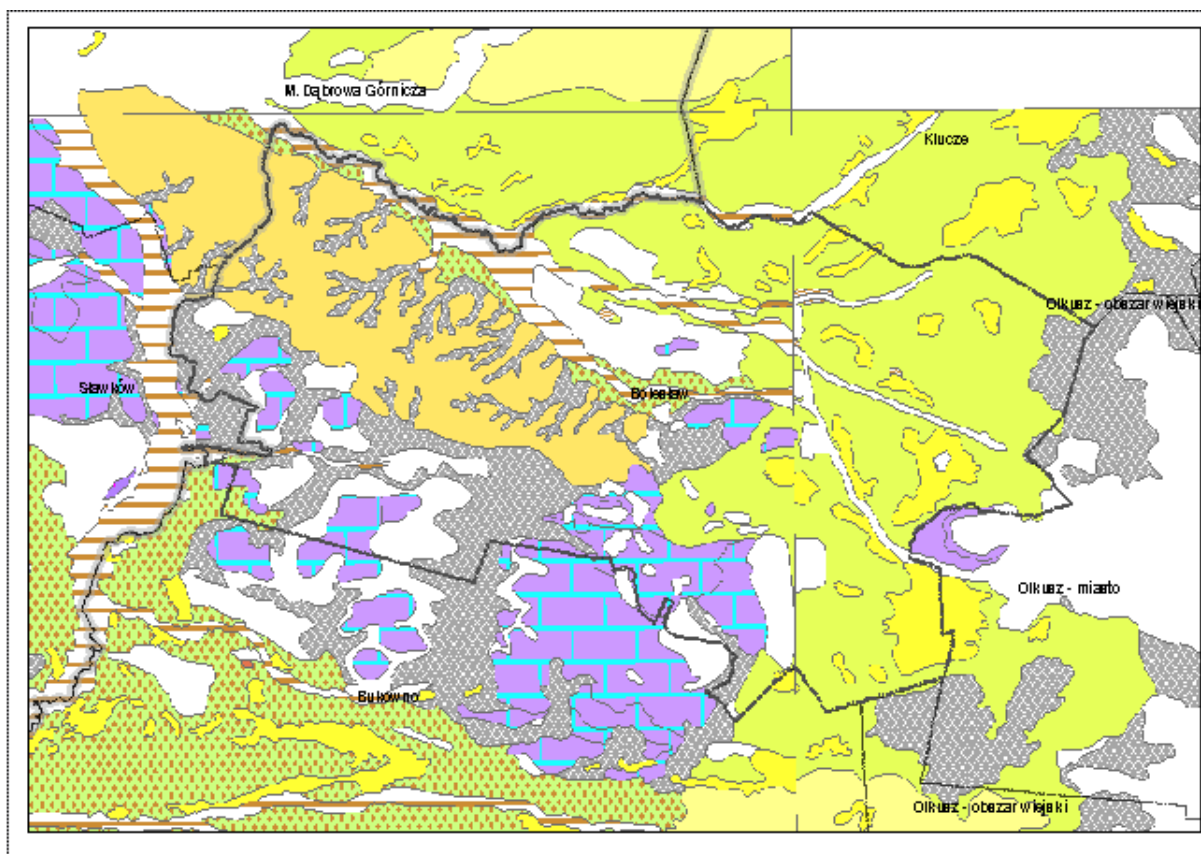 M. Dąbrowa Górnicza
Klucze
Olkusz - obszar wiejski
Sławków
Bolesław
Olkusz - miasto
Bukowno
Olkusz - obszar wiejski